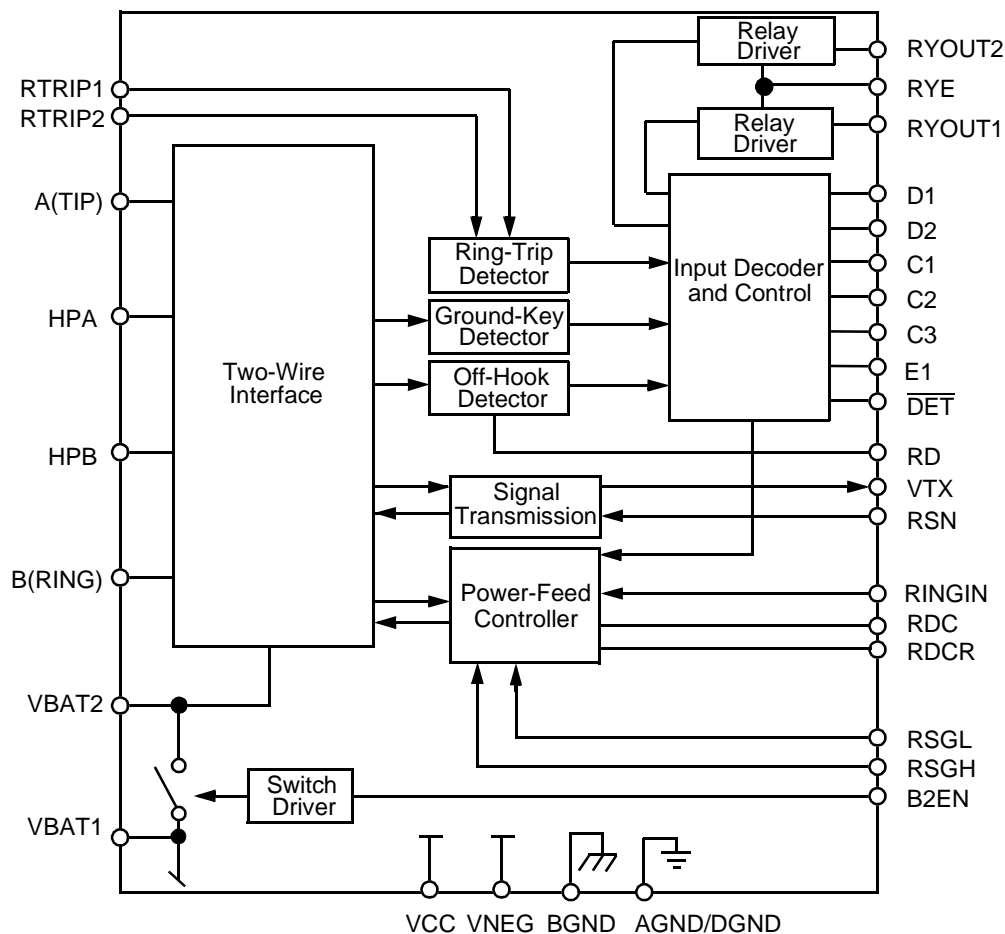 Relay
Driver
RYOUT2
RTRIP1
RYE
RTRIP2
Relay
Driver
RYOUT1
A(TIP)
D1
D2
Ring-Trip
Detector
Input Decoder
and Control
C1
C2
HPA
Ground-Key
Detector
C3
Two-Wire
Interface
Off-Hook
Detector
E1
DET
HPB
RD
Signal
Transmission
VTX
RSN
B(RING)
Power-Feed
Controller
RINGIN
RDC
RDCR
VBAT2
RSGL
RSGH
Switch
Driver
B2EN
VBAT1
VCC VNEG BGND AGND/DGND